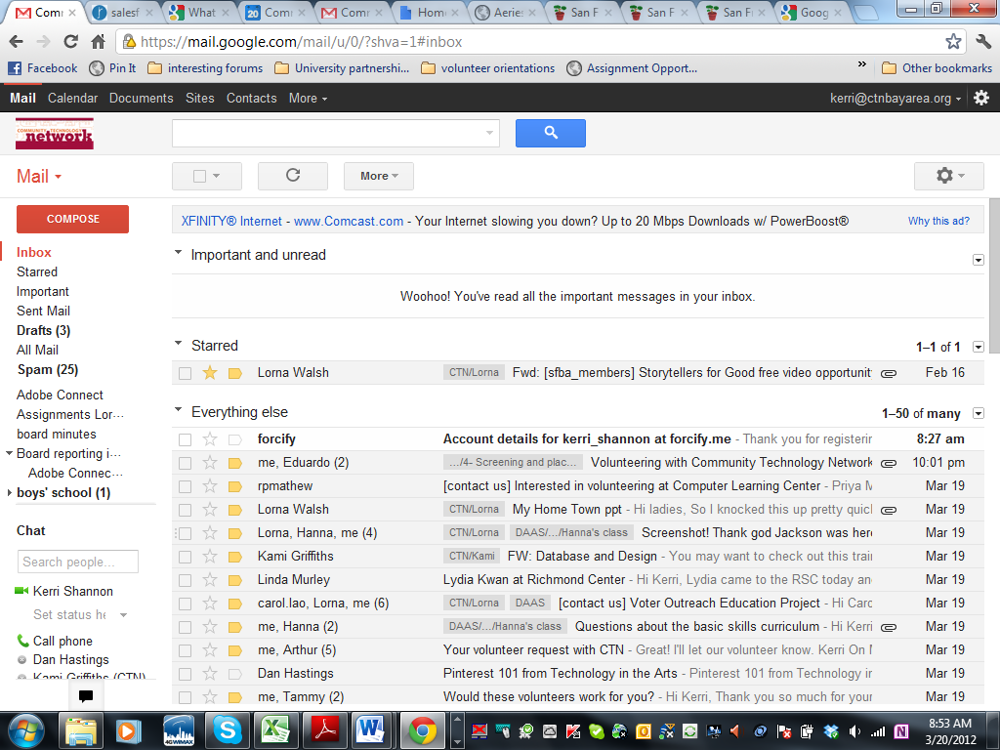 Comn salesf What 20 Comn Comn Home Aeries San F San F San Fi Goog
https://mail.google.com/mail/u/0/?shva=1#inbox
Facebook Pin It interesting forums University partnershi... volunteer orientations Assignment Opport... » Other bookmarks
Mail Calendar Documents Sites Contacts More kerri@ctnbayarea.org
COMMUNITY TECHNOLOGY
network
Mail More
COMPOSE
XFINITY® Internet - www.Comcast.com - Your Internet slowing you down? Up to 20 Mbps Downloads w/ PowerBoost® Why this ad?
Inbox
Starred
Important
Sent Mail
Drafts (3)
All Mail
Spam (25)
Adobe Connect
Assignments Lor...
board minutes
Board reporting i...
Adobe Connec...
boys' school (1)
Chat
Search people...
Kerri Shannon
Set status he
Call phone
Dan Hastings
Kami Griffiths (CTN)
Important and unread
Woohoo! You've read all the important messages in your inbox.
Starred 1–1 of 1
Lorna Walsh CTN/Lorna Fwd: [sfba_members] Storytellers for Good free video opportunit Feb 16
Everything else 1–50 of many
forcify Account details for kerri_shannon at forcify.me - Thank you for registerin 8:27 am
me, Eduardo (2) .../4- Screening and plac... Volunteering with Community Technology Network 10:01 pm
rpmathew [contact us] Interested in volunteering at Computer Learning Center - Priya M Mar 19
Lorna Walsh CTN/Lorna My Home Town ppt - Hi ladies, So I knocked this up pretty quicl Mar 19
Lorna, Hanna, me (4) CTN/Lorna DAAS/.../Hanna's class Screenshot! Thank god Jackson was here Mar 19
Kami Griffiths CTN/Kami FW: Database and Design - You may want to check out this trai Mar 19
Linda Murley Lydia Kwan at Richmond Center - Hi Kerri, Lydia came to the RSC today an Mar 19
carol.lao, Lorna, me (6) CTN/Lorna DAAS [contact us] Voter Outreach Education Project - Hi Carc Mar 19
me, Hanna (2) DAAS/.../Hanna's class Questions about the basic skills curriculum - Hi Kerri Mar 19
me, Arthur (5) Your volunteer request with CTN - Great! I'll let our volunteer know. Kerri On M Mar 19
Dan Hastings Pinterest 101 from Technology in the Arts - Pinterest 101 from Technology in Mar 19
me, Tammy (2) Would these volunteers work for you? - Hi Kerri, Thank you so much for your Mar 19
4G WIMAX
8:53 AM
3/20/2012